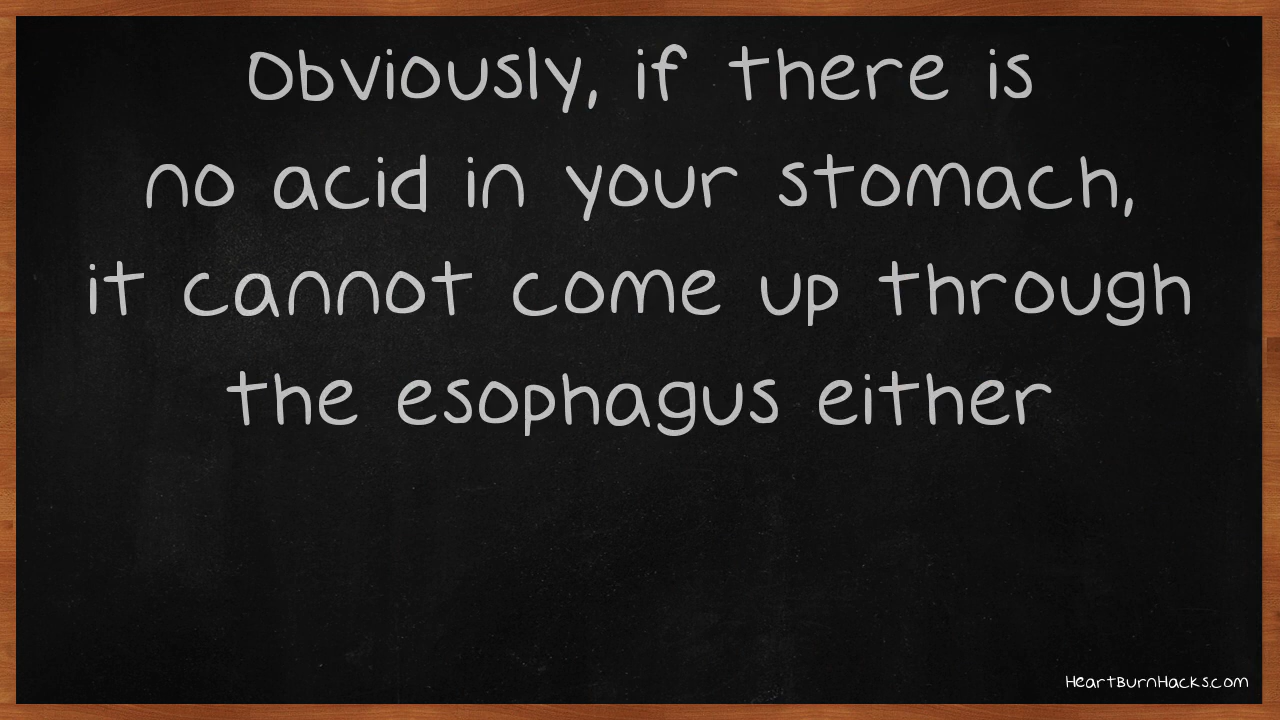 Obviously, if there is
no acid in your stomach,
it cannot come up through
the esophagus either
HeartBurnHacks.com